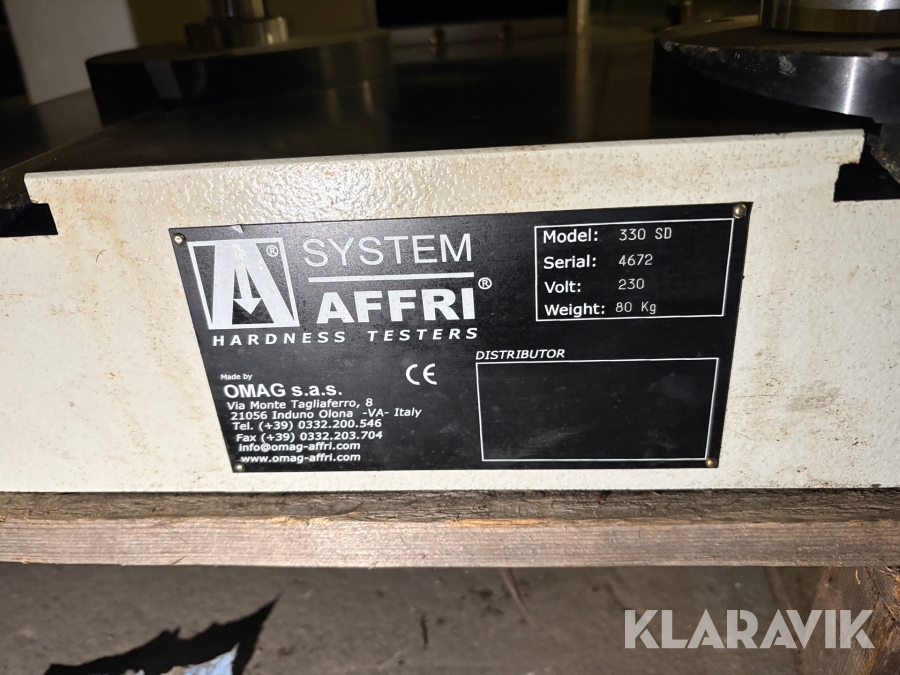 A®
SYSTEM
AFFRI®
HARDNESS TESTERS
Made by
OMAG s.a.s.
Via Monte Tagliaferro, 8
21056 Induno Olona -VA- Italy
Tel. (+39) 0332.200.546
Fax (+39) 0332.203.704
info@omag-affri.com
www.omag-affri.com
CE
Model: 330 SD
Serial: 4672
Volt: 230
Weight: 80 Kg
DISTRIBUTOR
KLARAVIK